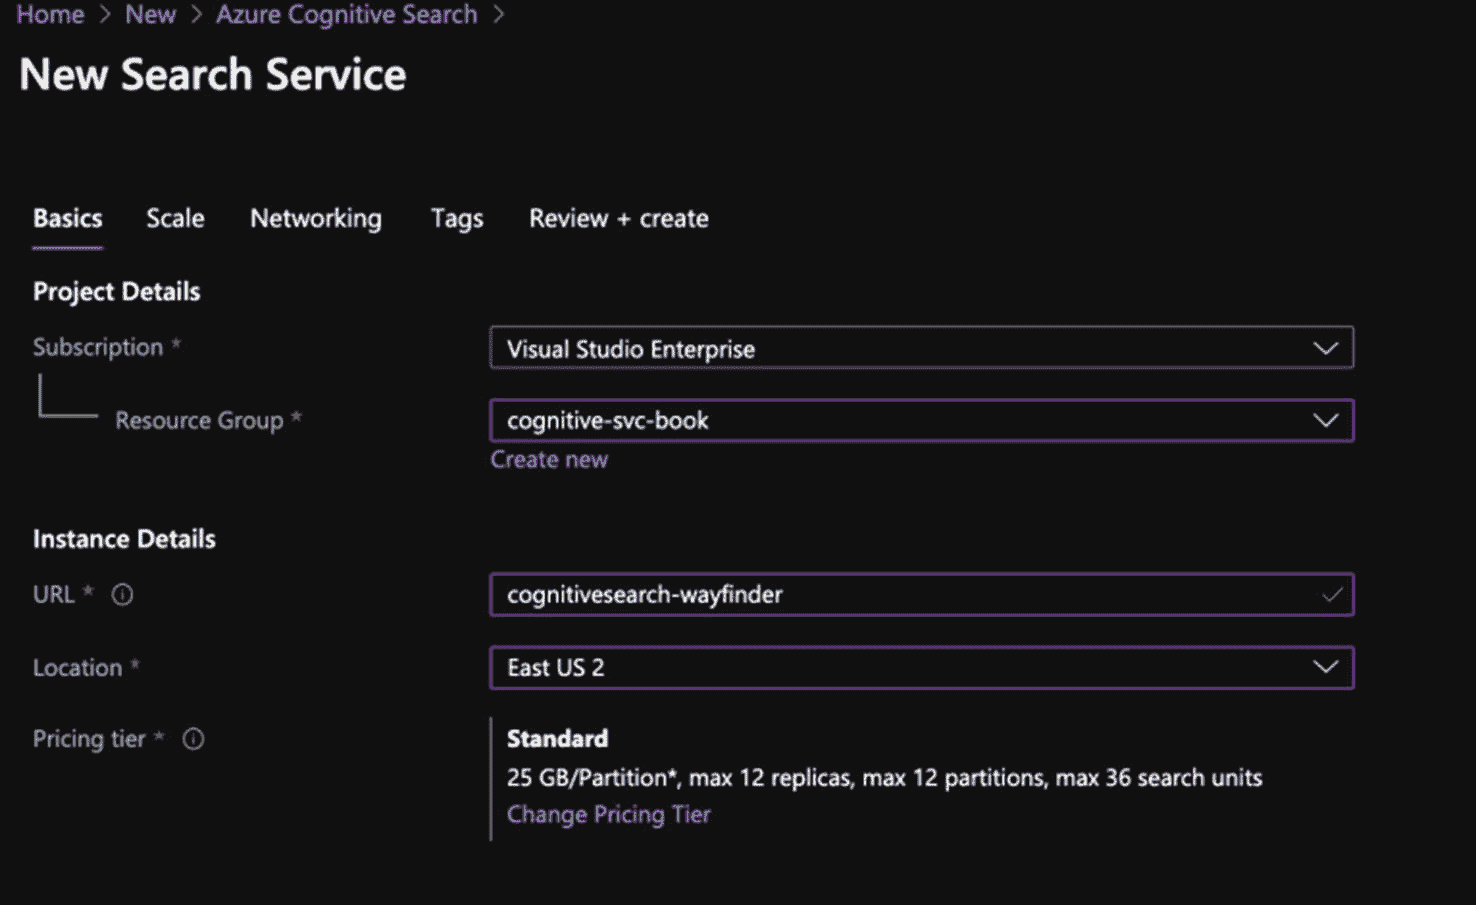 Home > New > Azure Cognitive Search >
New Search Service
Basics Scale Networking Tags Review + create
Project Details
Subscription * Visual Studio Enterprise
Resource Group * cognitive-svc-book
Create new
Instance Details
URL * cognitivesearch-wayfinder
Location * East US 2
Pricing tier * Standard
25 GB/Partition*, max 12 replicas, max 12 partitions, max 36 search units
Change Pricing Tier